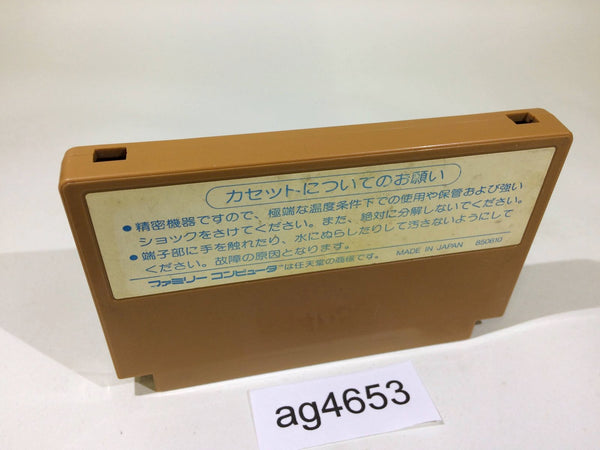 カセットについてのお願い
●精密機器ですので、極端な温度条件下での使用や保管および強い
ショックをさけてください。また、絶対に分解しないでください。
●端子部に手を触れたり、水にぬらしたりして汚さないようにして
ください。故障の原因となります。
ファミリーコンピュータは任天堂の商標です。 MADE IN JAPAN 850610
ag4653